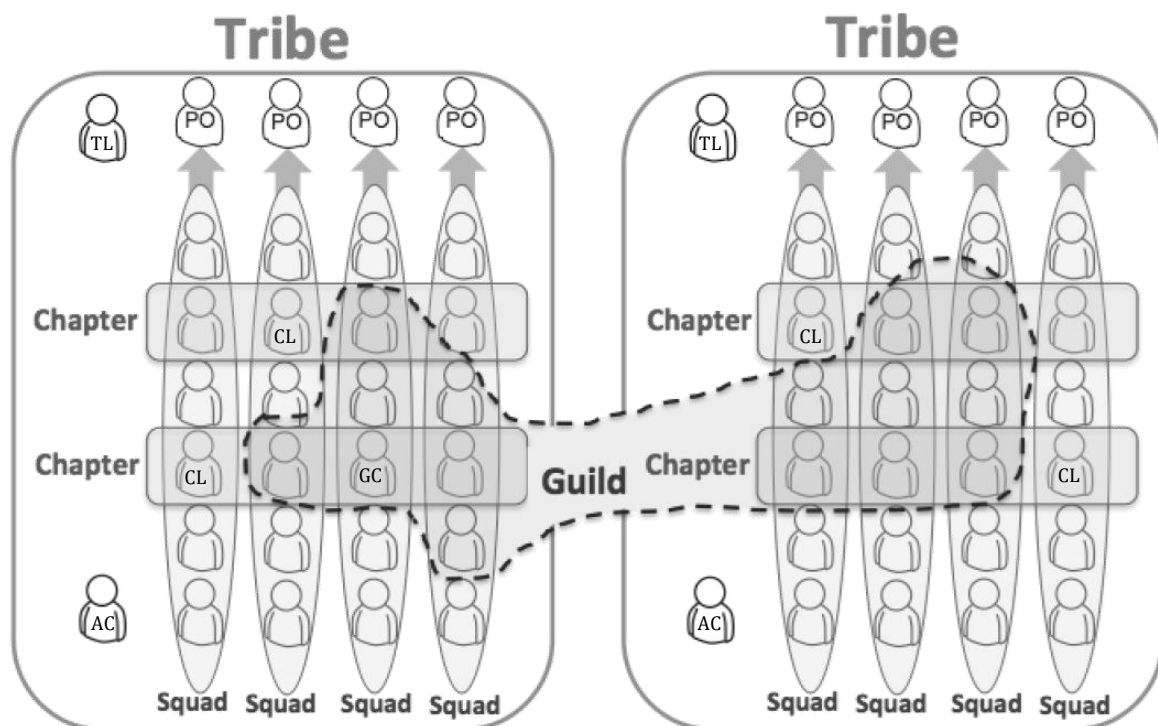 Tribe Tribe
TL PO PO PO PO TL PO PO PO PO
Chapter CL CL
Chapter CL GC Guild Chapter CL
AC AC
Squad Squad Squad Squad Squad Squad Squad Squad